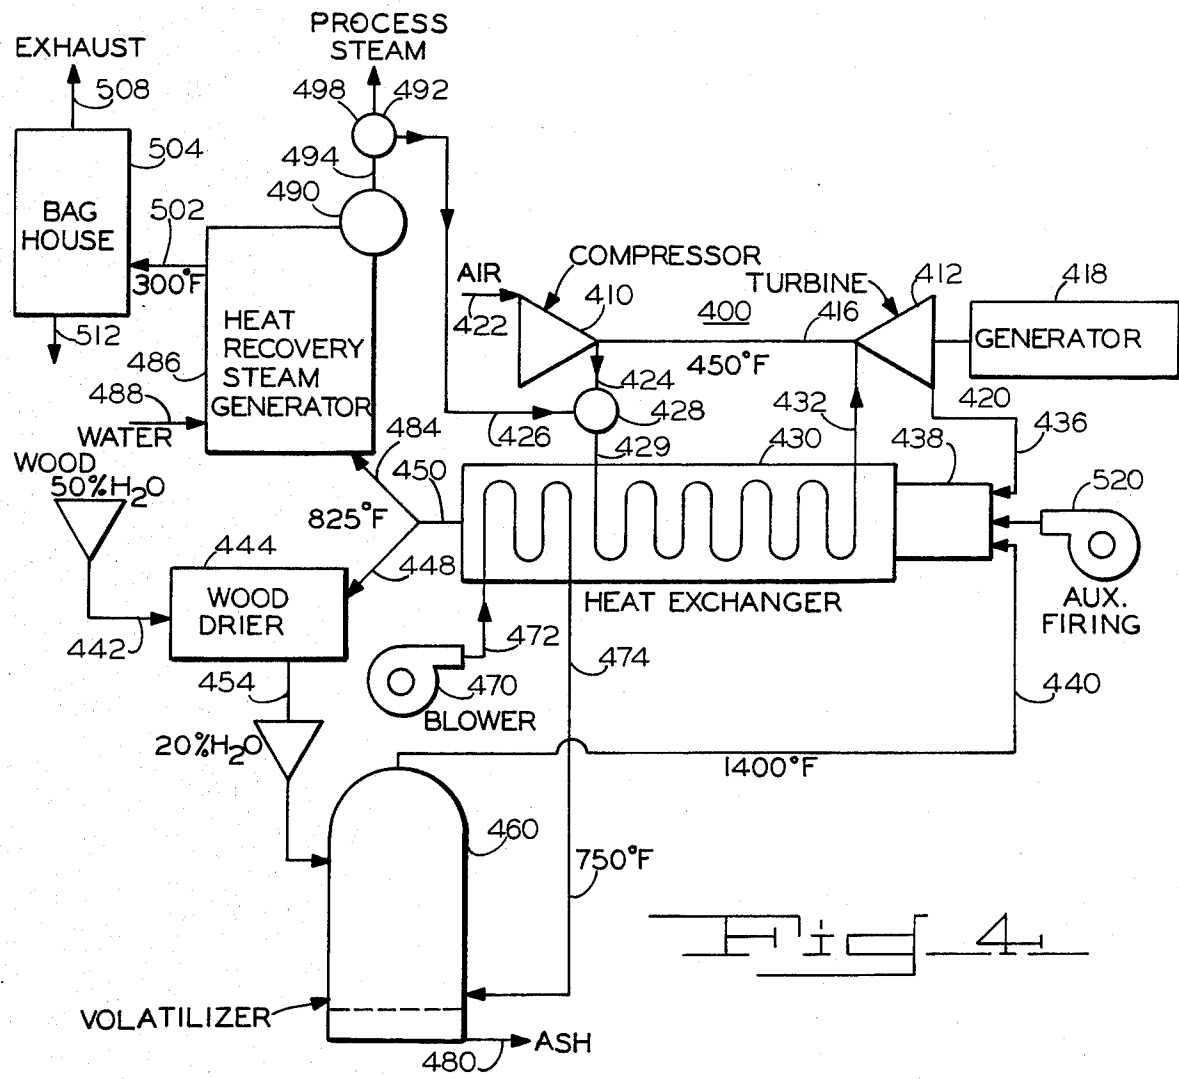 PROCESS
STEAM
EXHAUST
508
498
492
504
494
490
BAG
HOUSE
502
300°F
512
COMPRESSOR
AIR
422
410
400
TURBINE
412
416
418
GENERATOR
450°F
HEAT
RECOVERY
STEAM
GENERATOR
486
488
WATER
424
428
426
429
432
430
420
438
436
484
450
WOOD
50%H2O
825°F
520
444
448
WOOD
DRIER
HEAT EXCHANGER
AUX.
FIRING
442
472
474
454
470
BLOWER
440
20%H2O
1400°F
460
750°F
VOLATILIZER
480
ASH
Fig 4